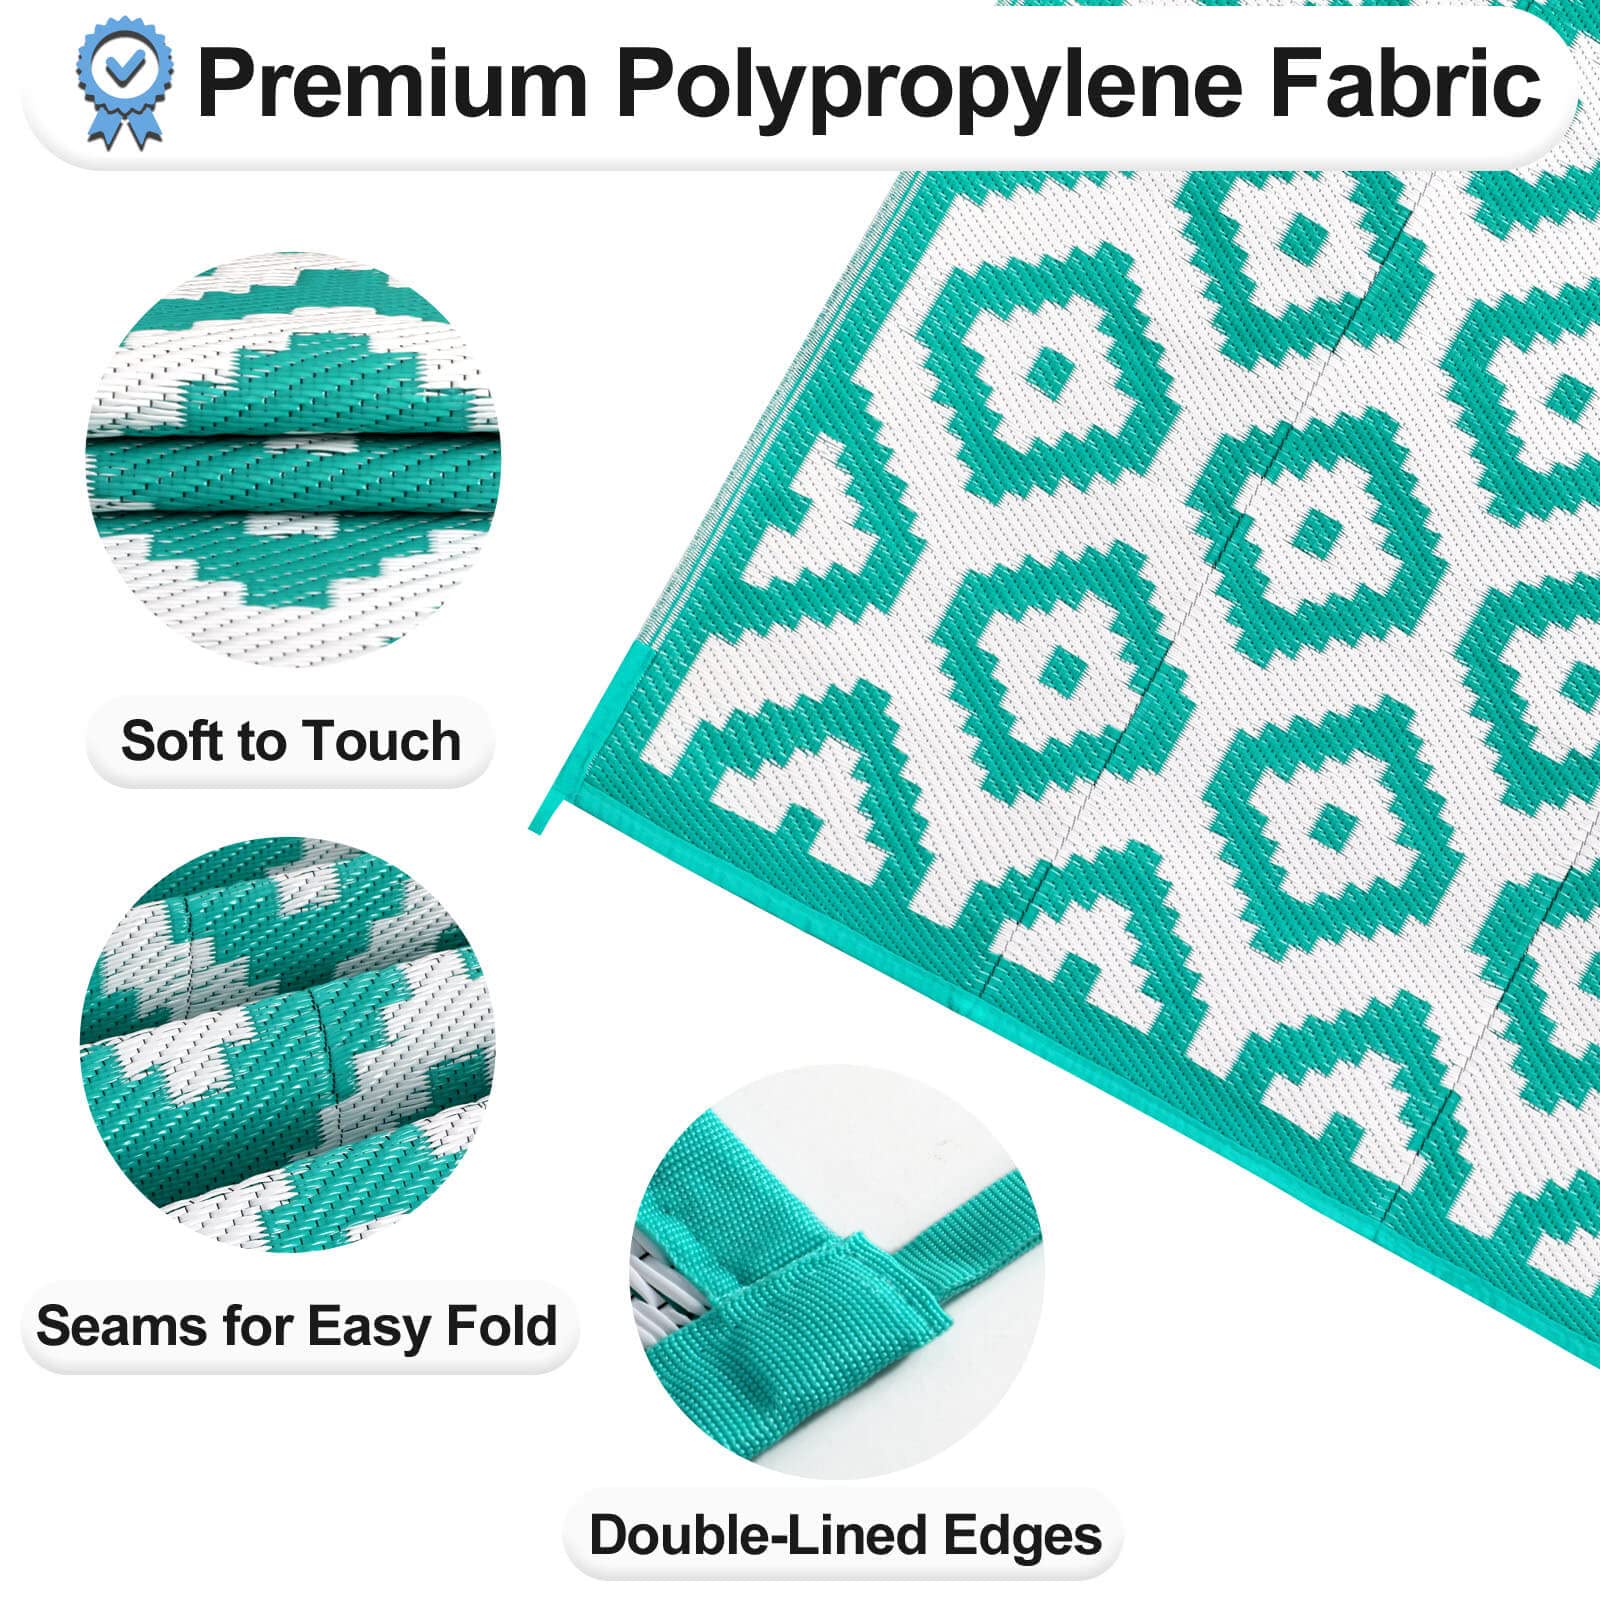 Premium Polypropylene Fabric
Soft to Touch
Seams for Easy Fold
Double-Lined Edges